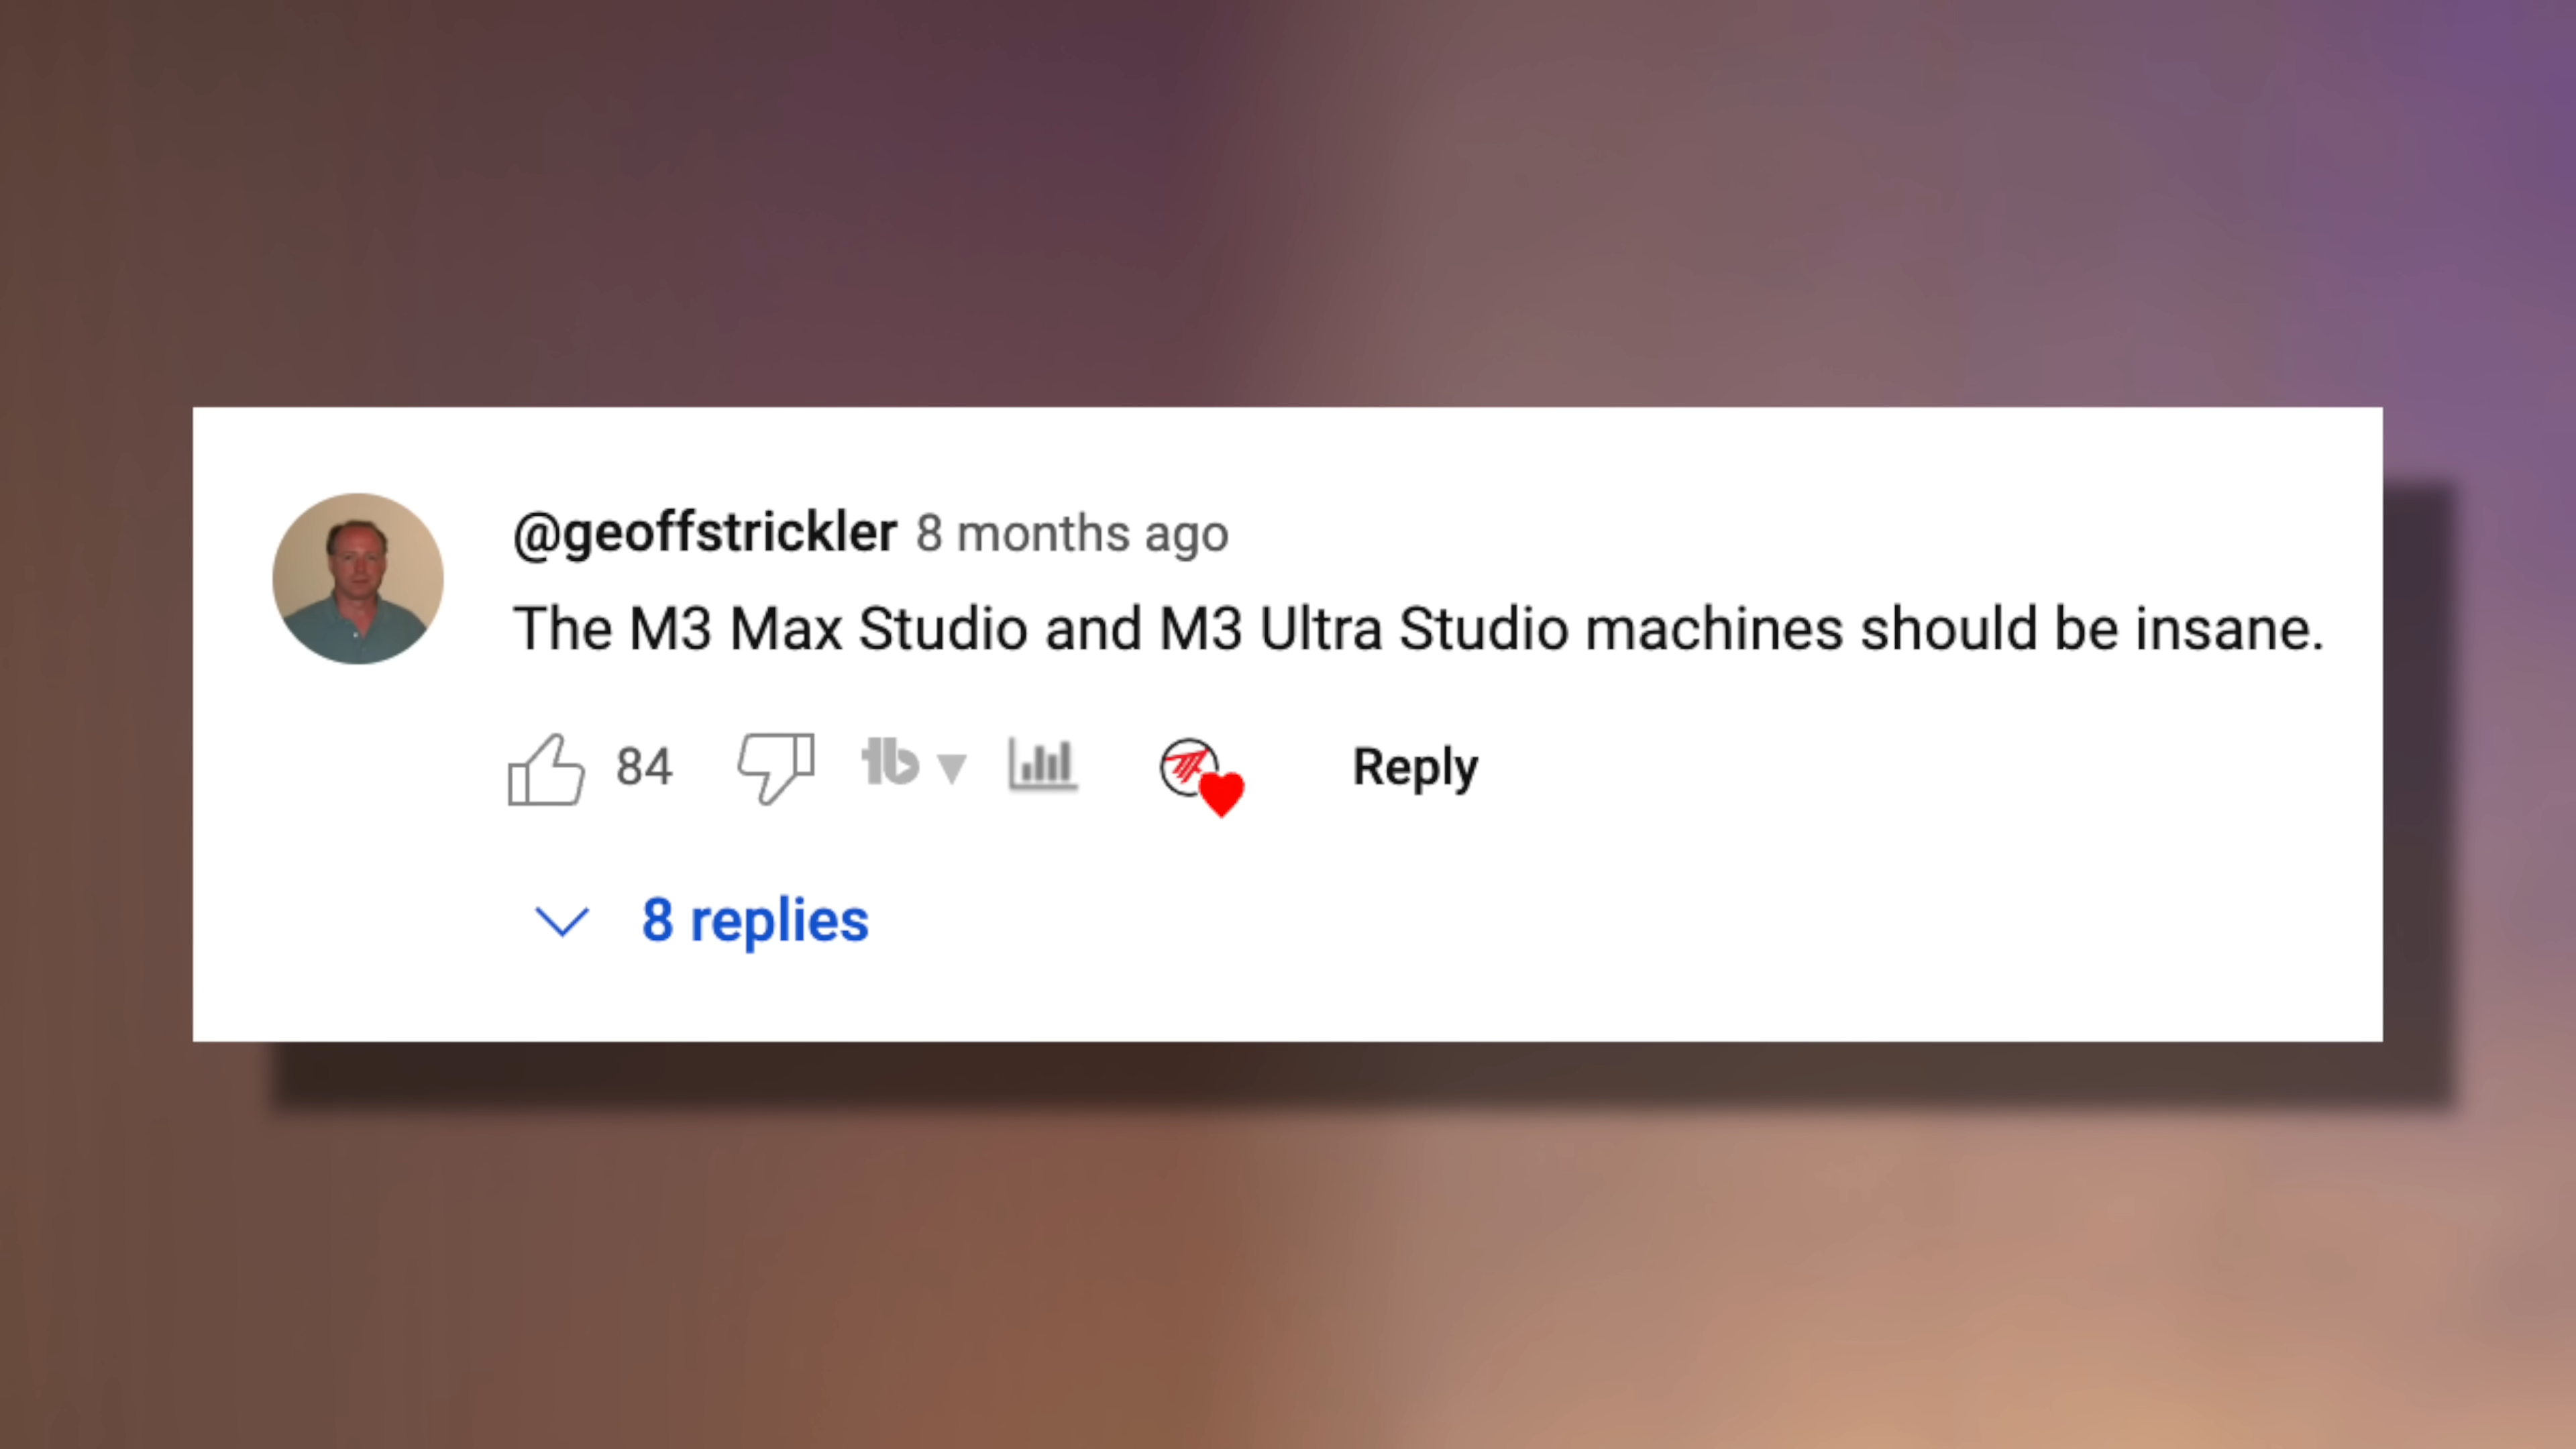 @geoffstrickler 8 months ago
The M3 Max Studio and M3 Ultra Studio machines should be insane.
84 tb Reply
8 replies